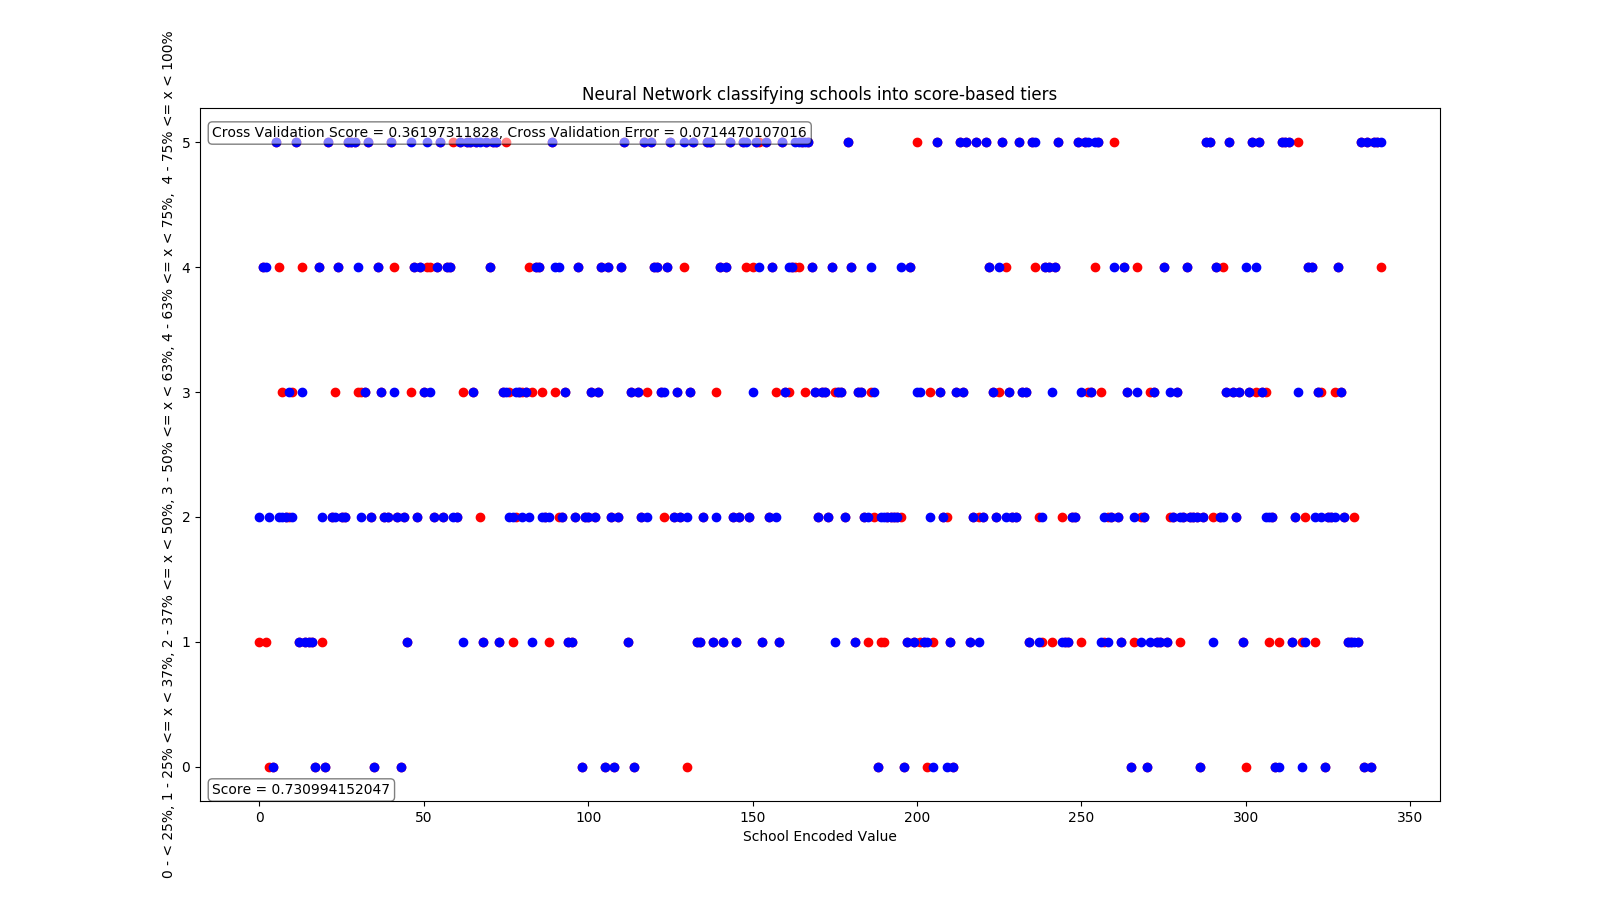 Neural Network classifying schools into score-based tiers
Cross Validation Score = 0.36197311828, Cross Validation Error = 0.0714470107016
0 - < 25%, 1 - 25% <= x < 37%, 2 - 37% <= x < 50%, 3 - 50% <= x < 63%, 4 - 63% <= x < 75%, 4 - 75% <= x < 100%
5
4
3
2
1
0
Score = 0.730994152047
0 50 100 150 200 250 300 350
School Encoded Value